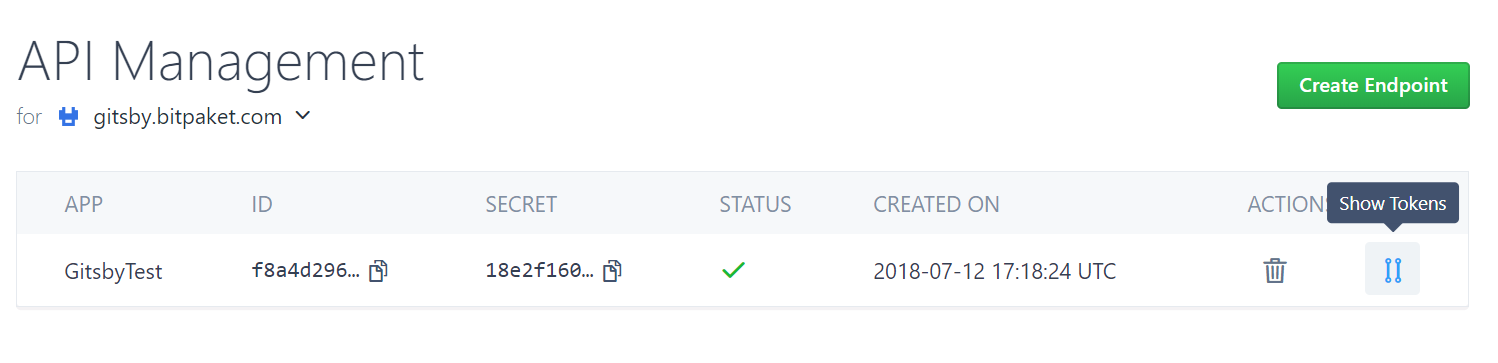 API Management
Create Endpoint
for gitsby.bitpaket.com
APP ID SECRET STATUS CREATED ON ACTIONS
Show Tokens
GitsbyTest f8a4d296… 18e2f160… 2018-07-12 17:18:24 UTC